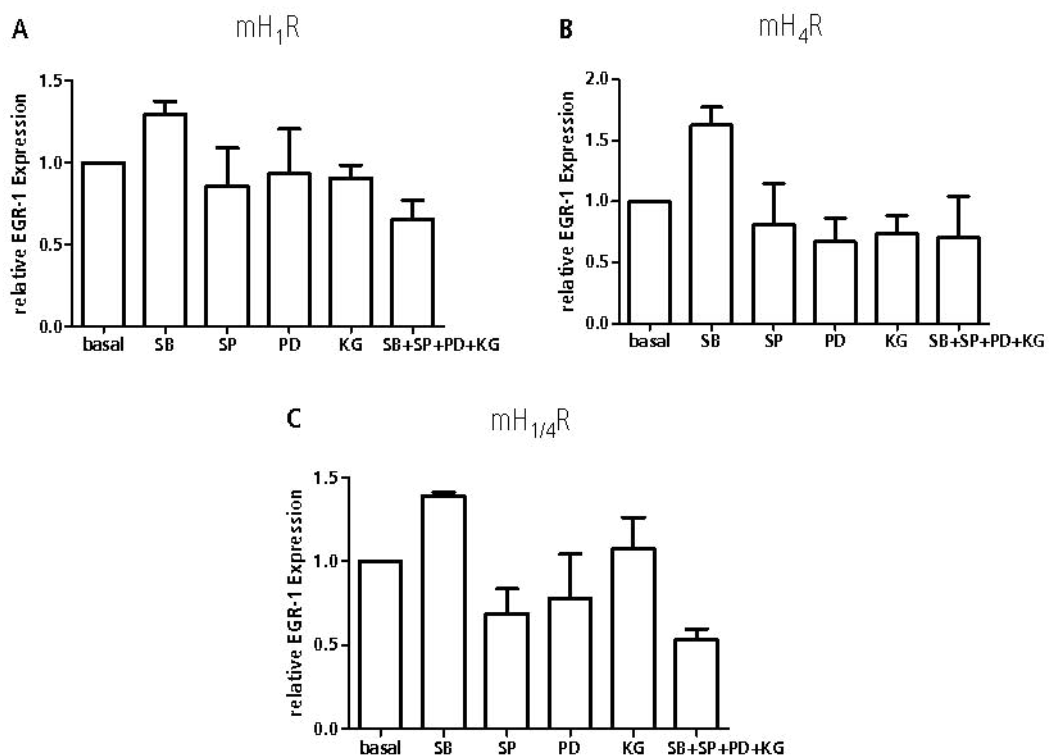 A
mH₁R
relative EGR-1 Expression
1.5
1.0
0.5
0.0
basal SB SP PD KG SB+SP+PD+KG
B
mH₄R
relative EGR-1 Expression
2.0
1.5
1.0
0.5
0.0
basal SB SP PD KG SB+SP+PD+KG
C
mH₁/₄R
relative EGR-1 Expression
1.5
1.0
0.5
0.0
basal SB SP PD KG SB+SP+PD+KG